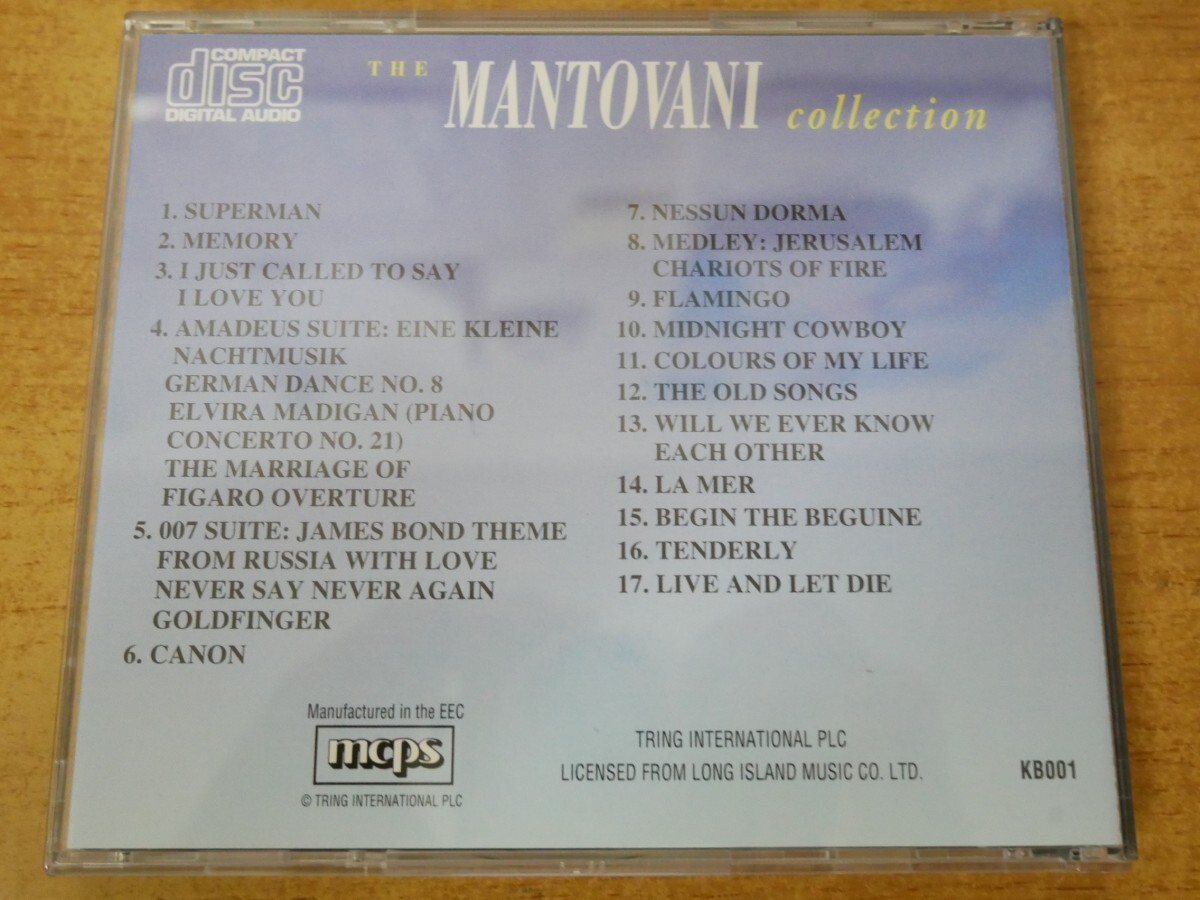 COMPACT
disc
DIGITAL AUDIO
THE MANTOVANI collection
1. SUPERMAN
2. MEMORY
3. I JUST CALLED TO SAY
I LOVE YOU
4. AMADEUS SUITE: EINE KLEINE
NACHTMUSIK
GERMAN DANCE NO. 8
ELVIRA MADIGAN (PIANO
CONCERTO NO. 21)
THE MARRIAGE OF
FIGARO OVERTURE
5. 007 SUITE: JAMES BOND THEME
FROM RUSSIA WITH LOVE
NEVER SAY NEVER AGAIN
GOLDFINGER
6. CANON
7. NESSUN DORMA
8. MEDLEY: JERUSALEM
CHARIOTS OF FIRE
9. FLAMINGO
10. MIDNIGHT COWBOY
11. COLOURS OF MY LIFE
12. THE OLD SONGS
13. WILL WE EVER KNOW
EACH OTHER
14. LA MER
15. BEGIN THE BEGUINE
16. TENDERLY
17. LIVE AND LET DIE
Manufactured in the EEC
mcps
© TRING INTERNATIONAL PLC
TRING INTERNATIONAL PLC
LICENSED FROM LONG ISLAND MUSIC CO. LTD.
KB001